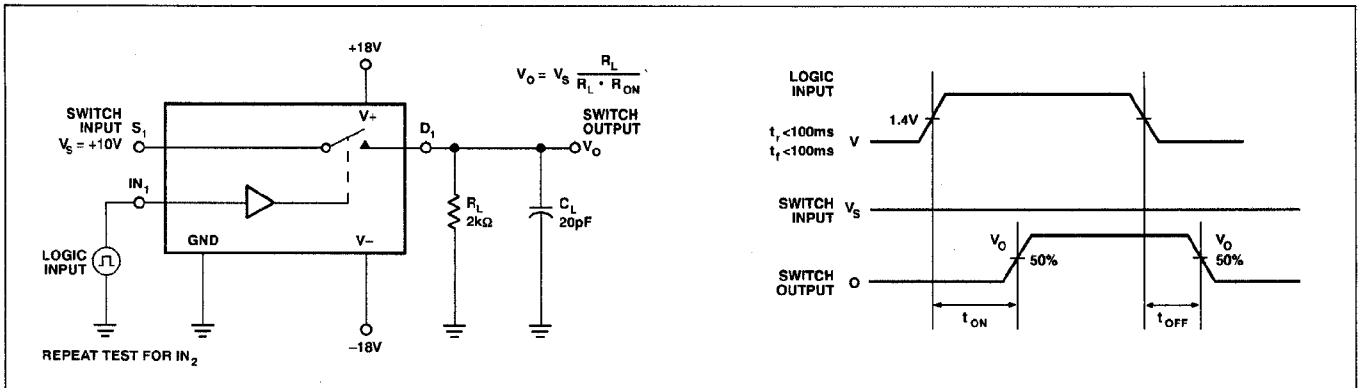 +18V
V_O = V_S R_L / R_L · R_ON
SWITCH
INPUT S_1
V_S = +10V
V+
D_1
SWITCH
OUTPUT
V_O
IN_1
R_L
2kΩ
C_L
20pF
GND
V–
LOGIC
INPUT
–18V
REPEAT TEST FOR IN_2
LOGIC
INPUT
1.4V
t_r <100ms
t_f <100ms
V
SWITCH
INPUT V_S
V_O
50%
V_O
50%
SWITCH
OUTPUT O
t_ON
t_OFF